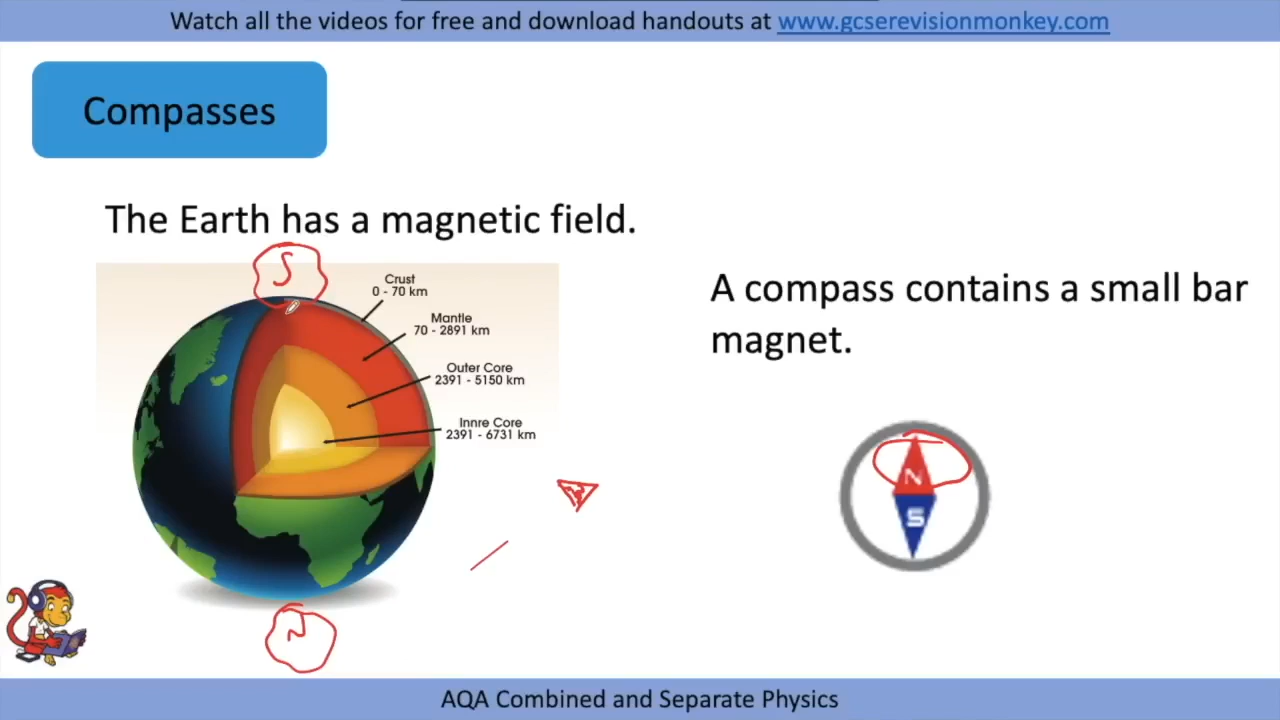 Watch all the videos for free and download handouts at www.gcserevisionmonkey.com
Compasses
The Earth has a magnetic field.
S
Crust
0 - 70 km
Mantle
70 - 2891 km
Outer Core
2391 - 5150 km
Innre Core
2391 - 6731 km
N
A compass contains a small bar
magnet.
N
S
AQA Combined and Separate Physics